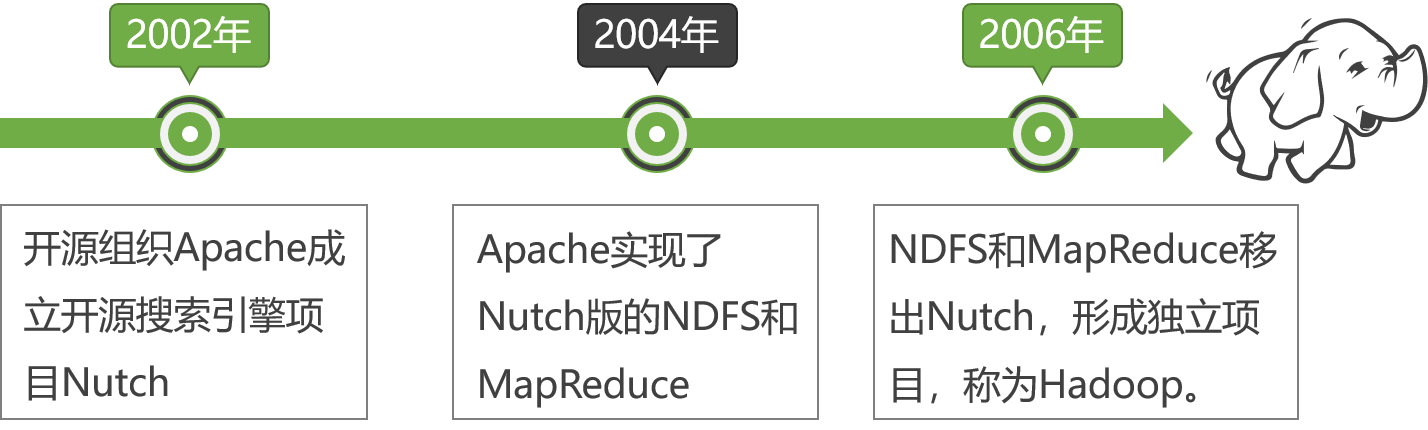 2002年
2004年
2006年
开源组织Apache成
立开源搜索引擎项
目Nutch
Apache实现了
Nutch版的NDFS和
MapReduce
NDFS和MapReduce移
出Nutch，形成独立项
目，称为Hadoop。